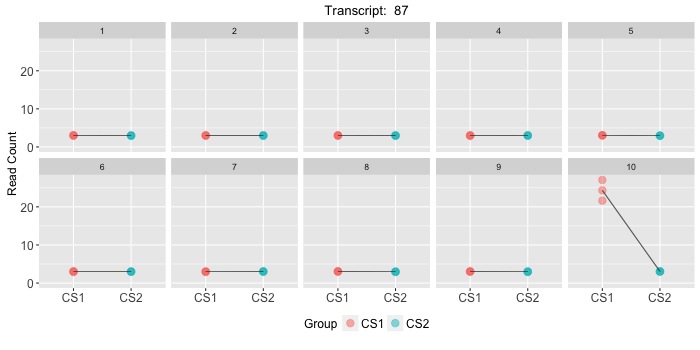 Transcript:  87
1 2 3 4 5
20
10
0
Read Count
6 7 8 9 10
20
10
0
CS1 CS2 CS1 CS2 CS1 CS2 CS1 CS2 CS1 CS2
Group CS1 CS2